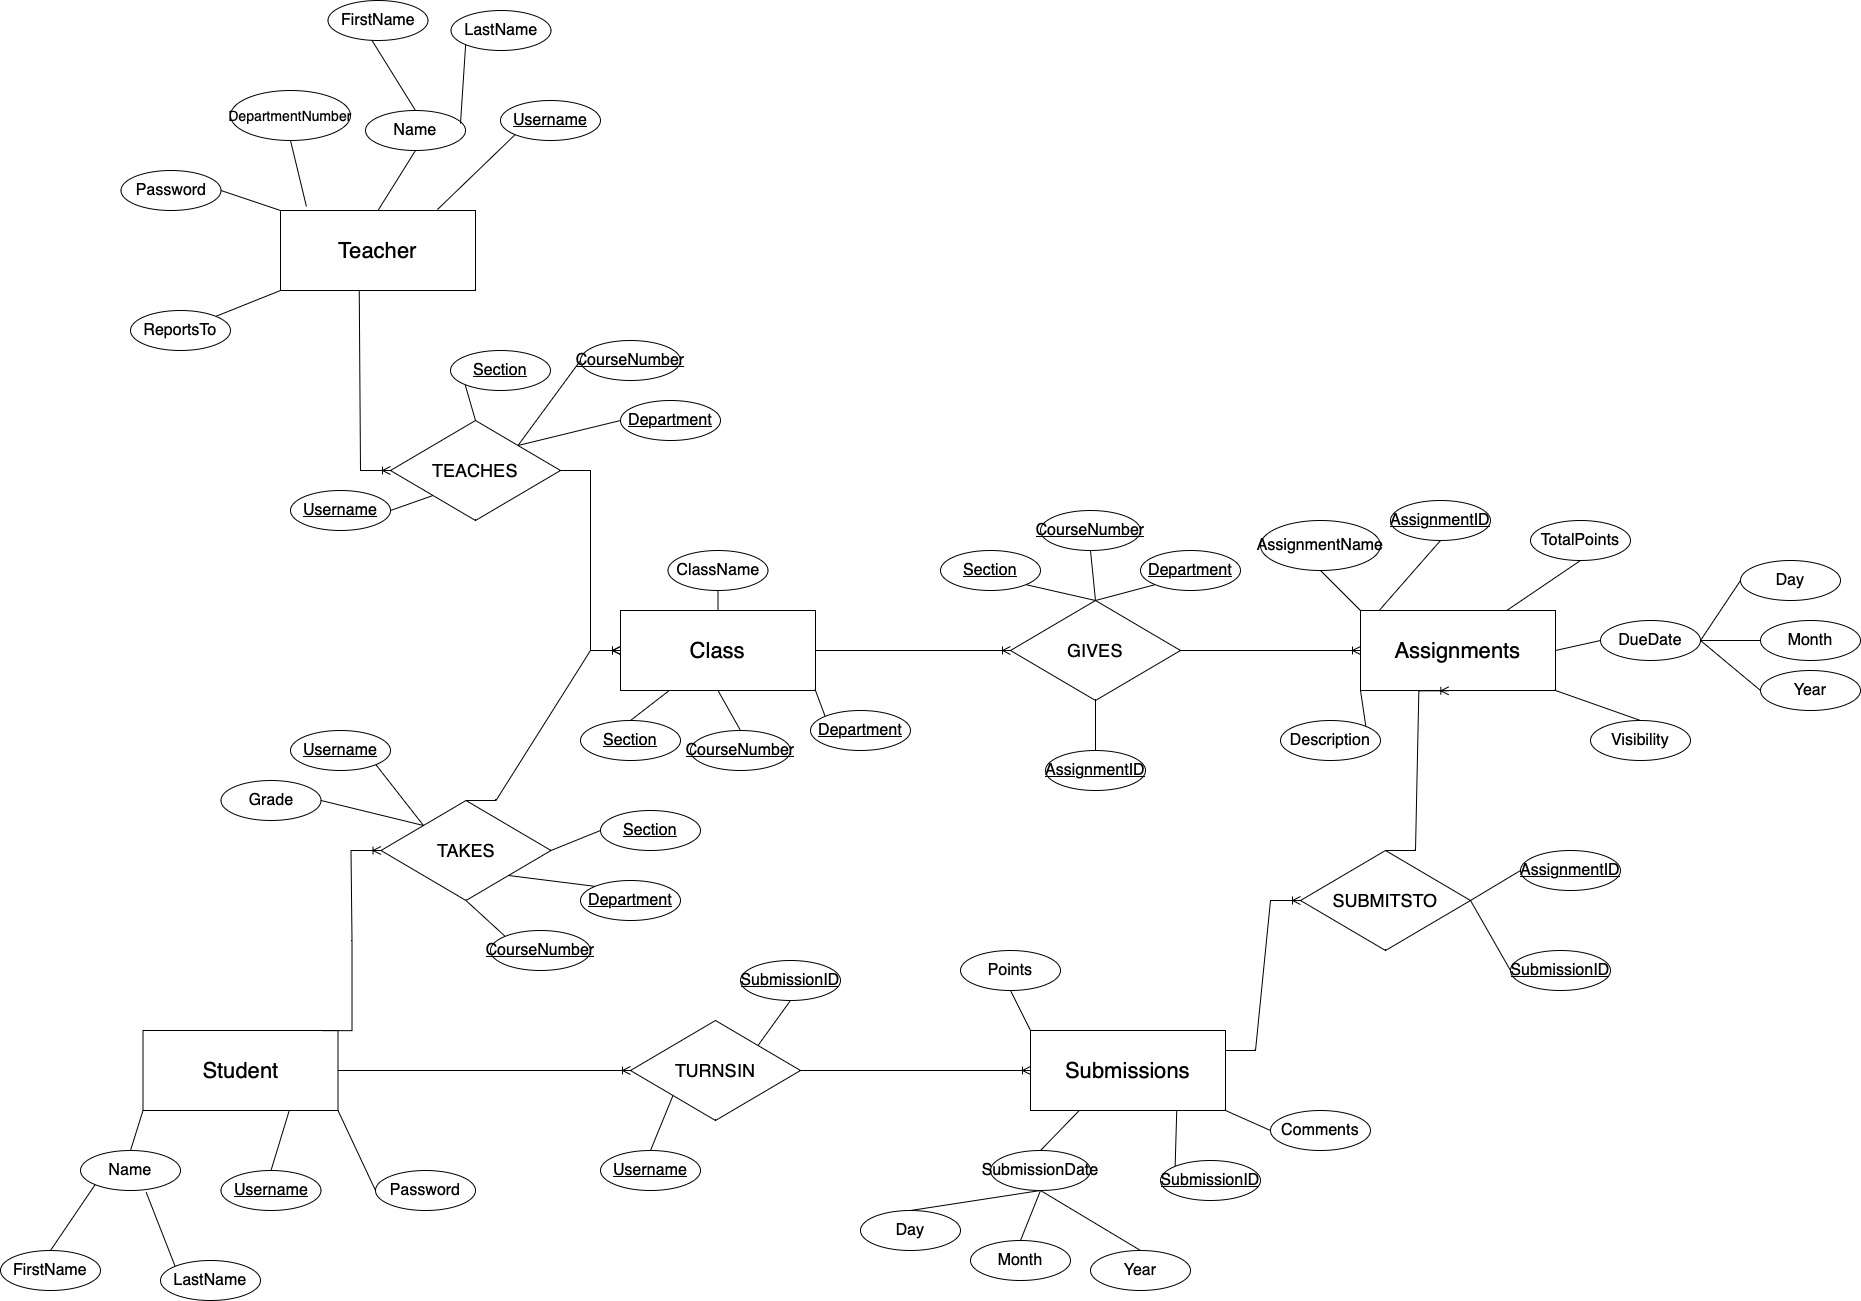 FirstName
LastName
DepartmentNumber
Name
Username
Password
Teacher
ReportsTo
Section
CourseNumber
Department
TEACHES
Username
ClassName
Class
Section
CourseNumber
Department
CourseNumber
Section
Department
GIVES
AssignmentID
AssignmentName
AssignmentID
TotalPoints
Day
DueDate
Month
Year
Assignments
Description
Visibility
Username
Grade
TAKES
Section
Department
CourseNumber
SUBMITSTO
AssignmentID
SubmissionID
Student
Name
Username
Password
FirstName
LastName
SubmissionID
TURNSIN
Username
Points
Submissions
Comments
SubmissionDate
SubmissionID
Day
Month
Year